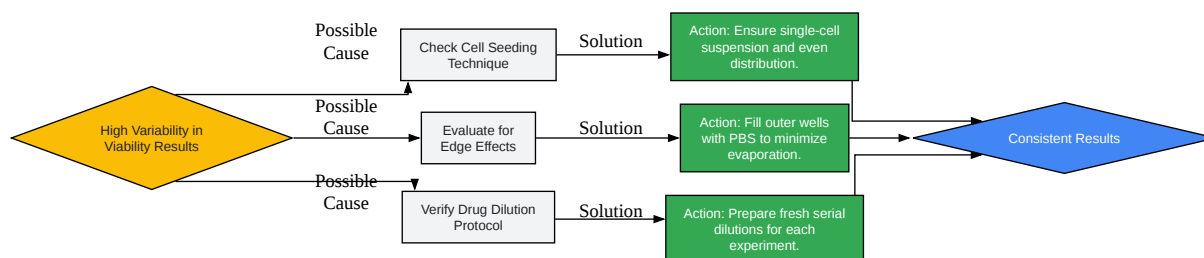 Possible
Cause
Check Cell Seeding
Technique
Solution
Action: Ensure single-cell
suspension and even
distribution.
High Variability in
Viability Results
Possible
Cause
Evaluate for
Edge Effects
Solution
Action: Fill outer wells
with PBS to minimize
evaporation.
Consistent Results
Possible
Cause
Verify Drug Dilution
Protocol
Solution
Action: Prepare fresh serial
dilutions for each
experiment.